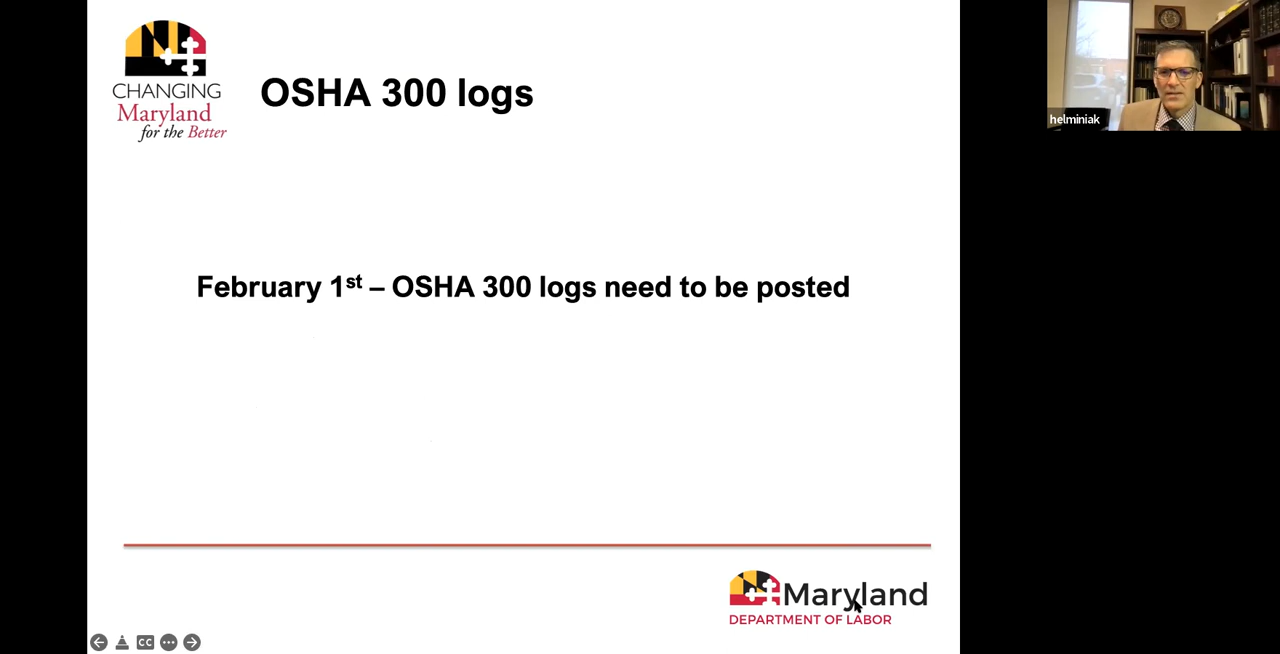 CHANGING
Maryland
for the Better
OSHA 300 logs
helminiak
February 1st – OSHA 300 logs need to be posted
Maryland
DEPARTMENT OF LABOR
CC